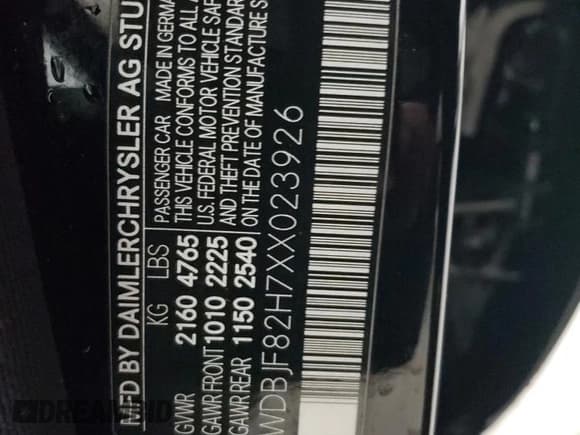 MFD BY DAIMLERCHRYSLER AG STU
PASSENGER CAR MADE IN GERMA
KG LBS THIS VEHICLE CONFORMS TO ALL A
GVWR 2160 4765 U.S. FEDERAL MOTOR VEHICLE SAF
GAWR FRONT 1010 2225 AND THEFT PREVENTION STANDAR
GAWR REAR 1150 2540 ON THE DATE OF MANUFACTURE S
WDBJF82H7XX023926
DREAMBID